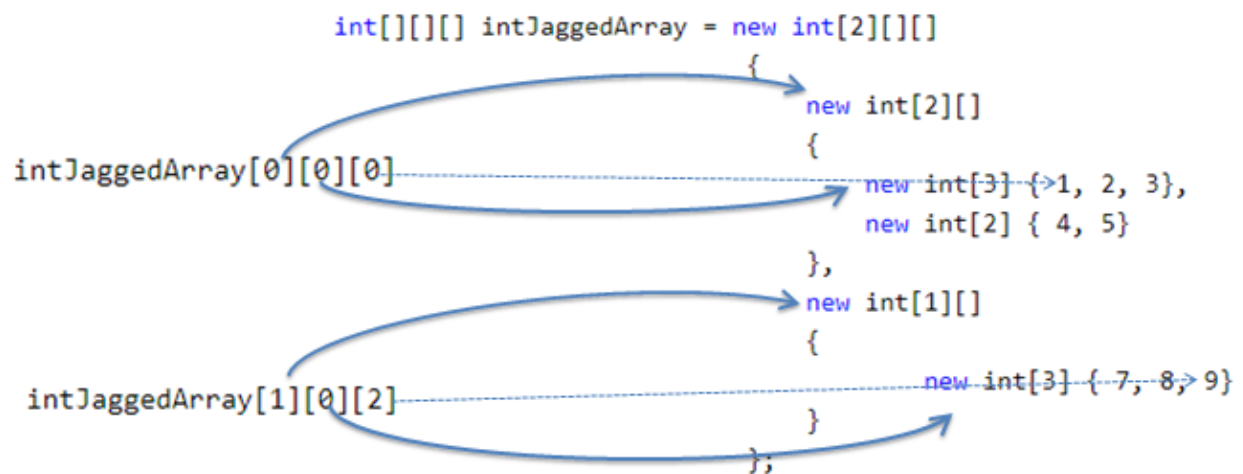 int[][][] intJaggedArray = new int[2][][]
{
new int[2][]
{
intJaggedArray[0][0][0]
new int[3] { 1, 2, 3},
new int[2] { 4, 5}
},
new int[1][]
{
new int[3] { 7, 8, 9}
intJaggedArray[1][0][2]
}
};